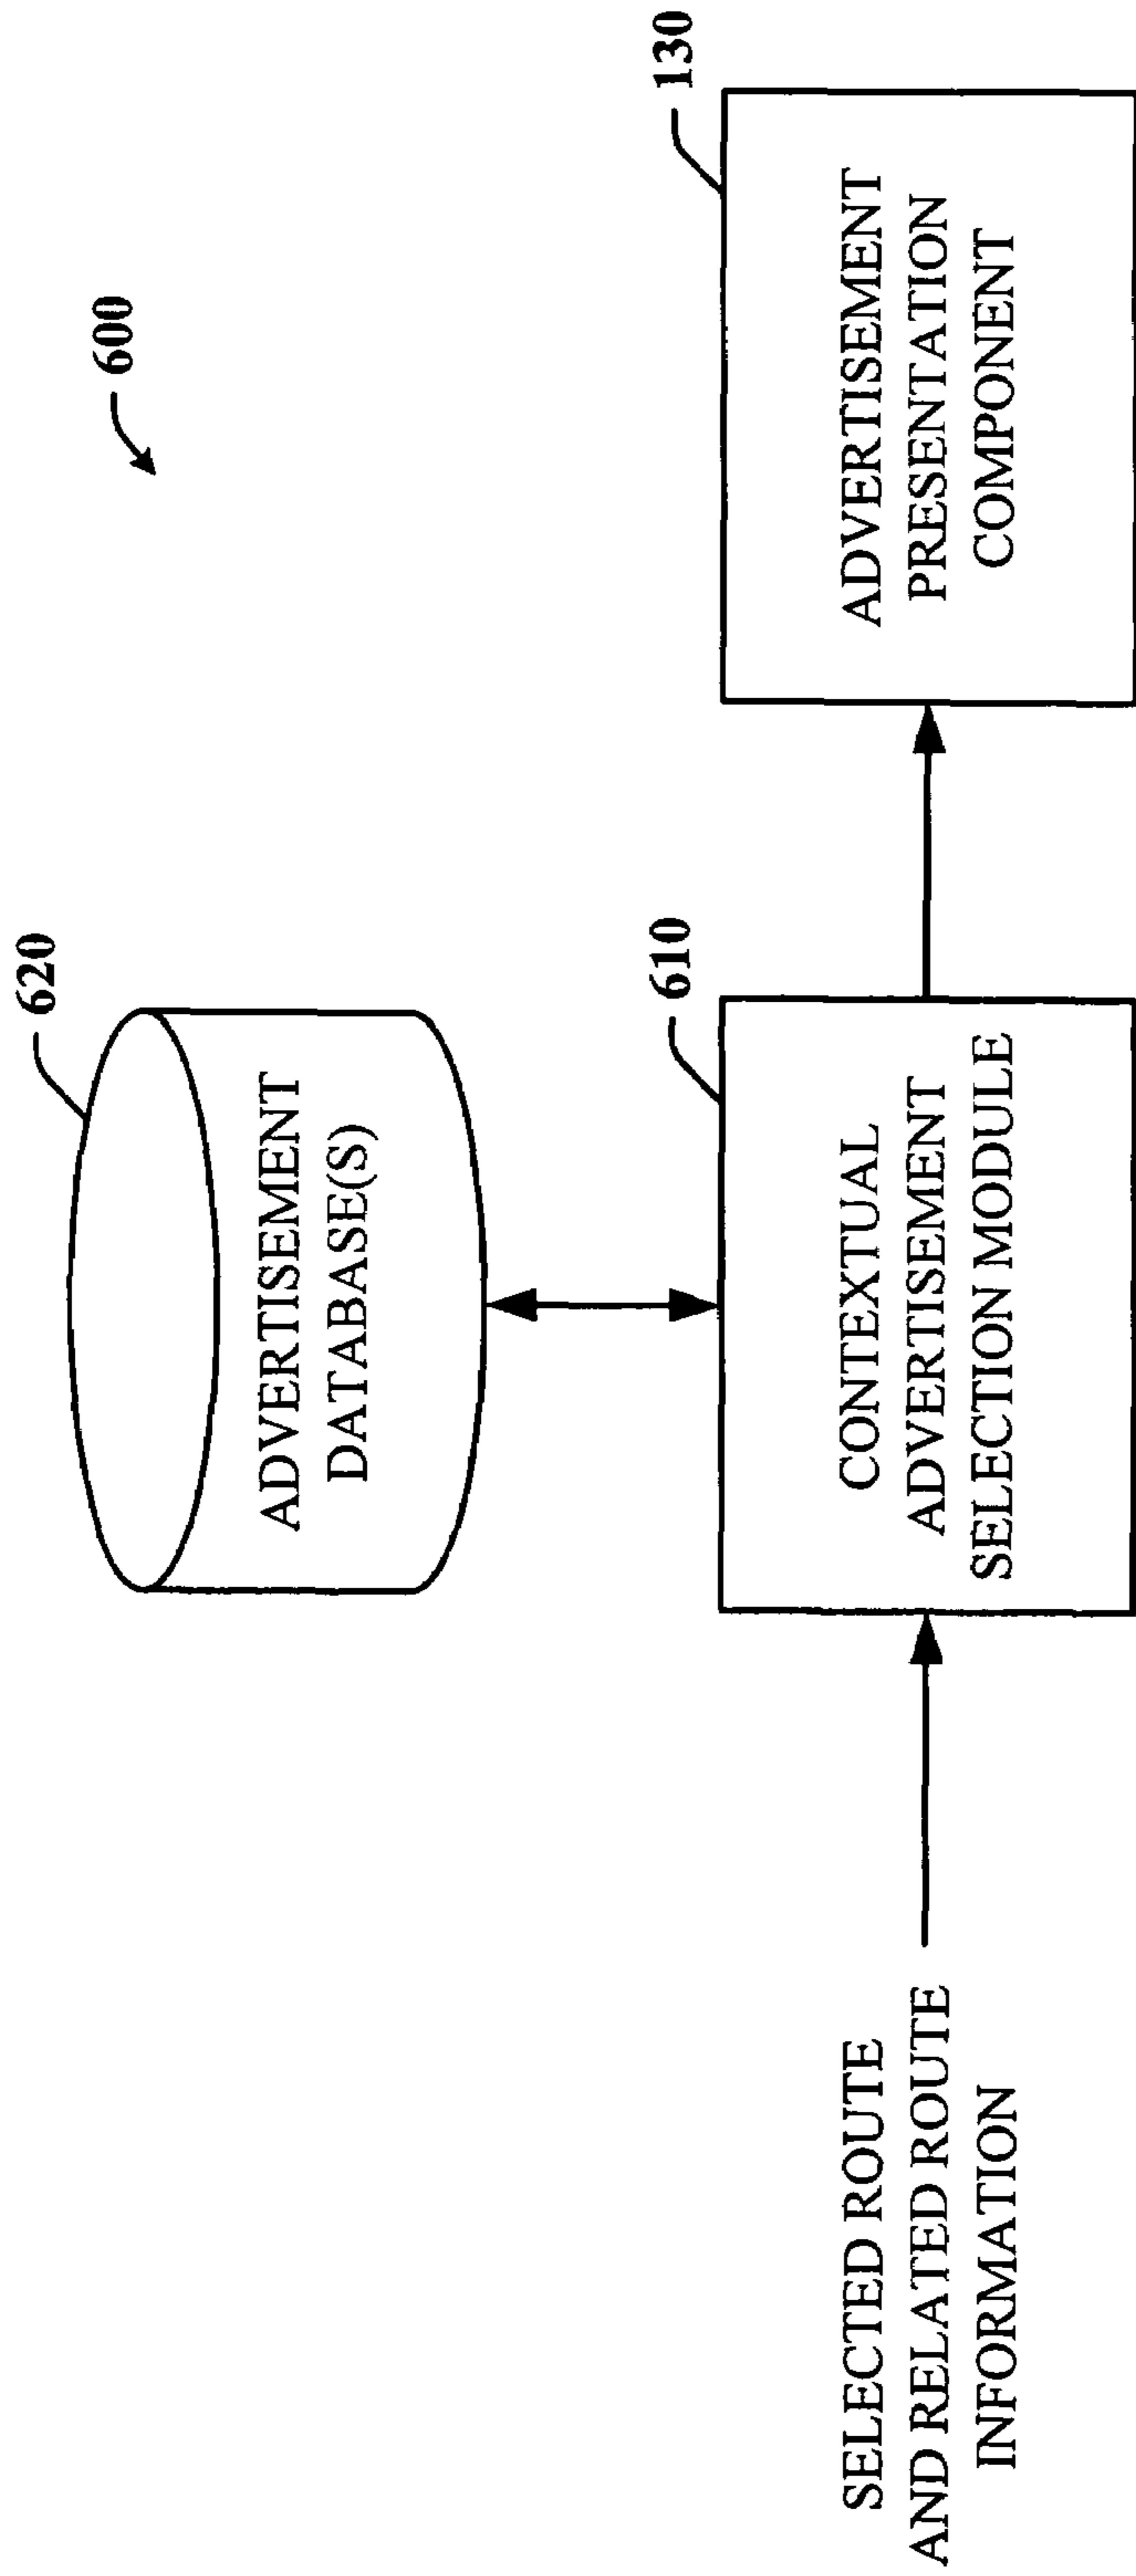 600
620
ADVERTISEMENT
DATABASE(S)
610
130
SELECTED ROUTE
AND RELATED ROUTE
INFORMATION
CONTEXTUAL
ADVERTISEMENT
SELECTION MODULE
ADVERTISEMENT
PRESENTATION
COMPONENT